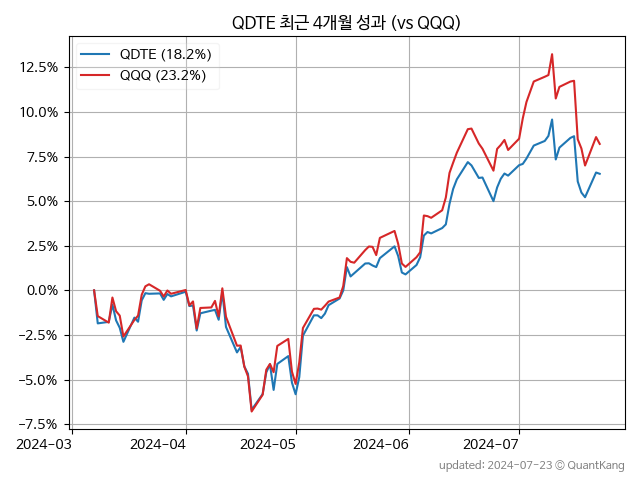 QDTE 최근 4개월 성과 (vs QQQ)
QDTE (18.2%)
QQQ (23.2%)
12.5%
10.0%
7.5%
5.0%
2.5%
0.0%
−2.5%
−5.0%
−7.5%
2024-03 2024-04 2024-05 2024-06 2024-07
updated: 2024-07-23 © QuantKang